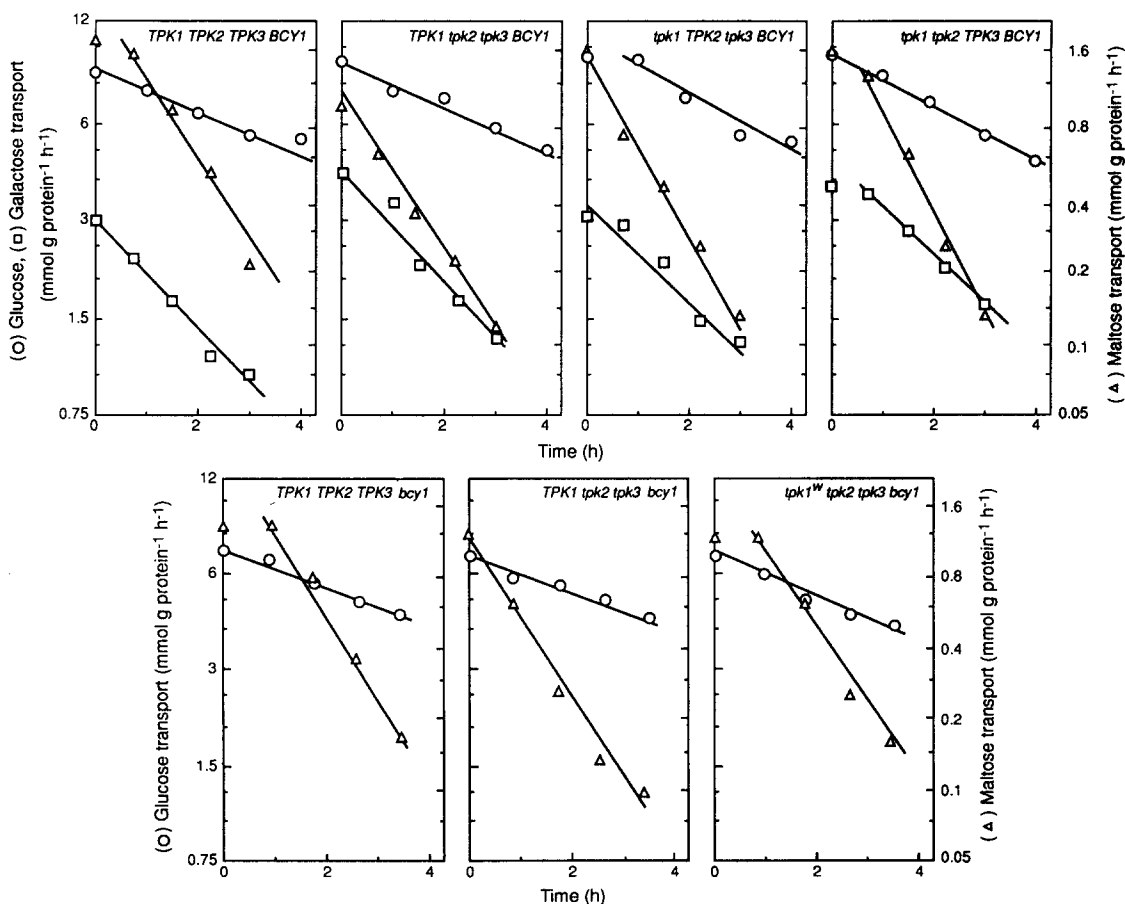 TPK1 TPK2 TPK3 BCY1
TPK1 tpk2 tpk3 BCY1
tpk1 TPK2 tpk3 BCY1
tpk1 tpk2 TPK3 BCY1
(O) Glucose, (□) Galactose transport
mmol g protein⁻¹ h⁻¹)
12
6
3
1.5
0.75
0 2 4
0 2 4
0 2 4
0 2 4
1.6
0.8
0.4
0.2
0.1
0.05
(△) Maltose transport (mmol g protein⁻¹ h⁻¹)
Time (h)
TPK1 TPK2 TPK3 bcy1
TPK1 tpk2 tpk3 bcy1
tpk1ʷ tpk2 tpk3 bcy1
(O) Glucose transport (mmol g protein⁻¹ h⁻¹)
12
6
3
1.5
0.75
0 2 4
0 2 4
0 2 4
1.6
0.8
0.4
0.2
0.1
0.05
(△) Maltose transport (mmol g protein⁻¹ h⁻¹)
Time (h)